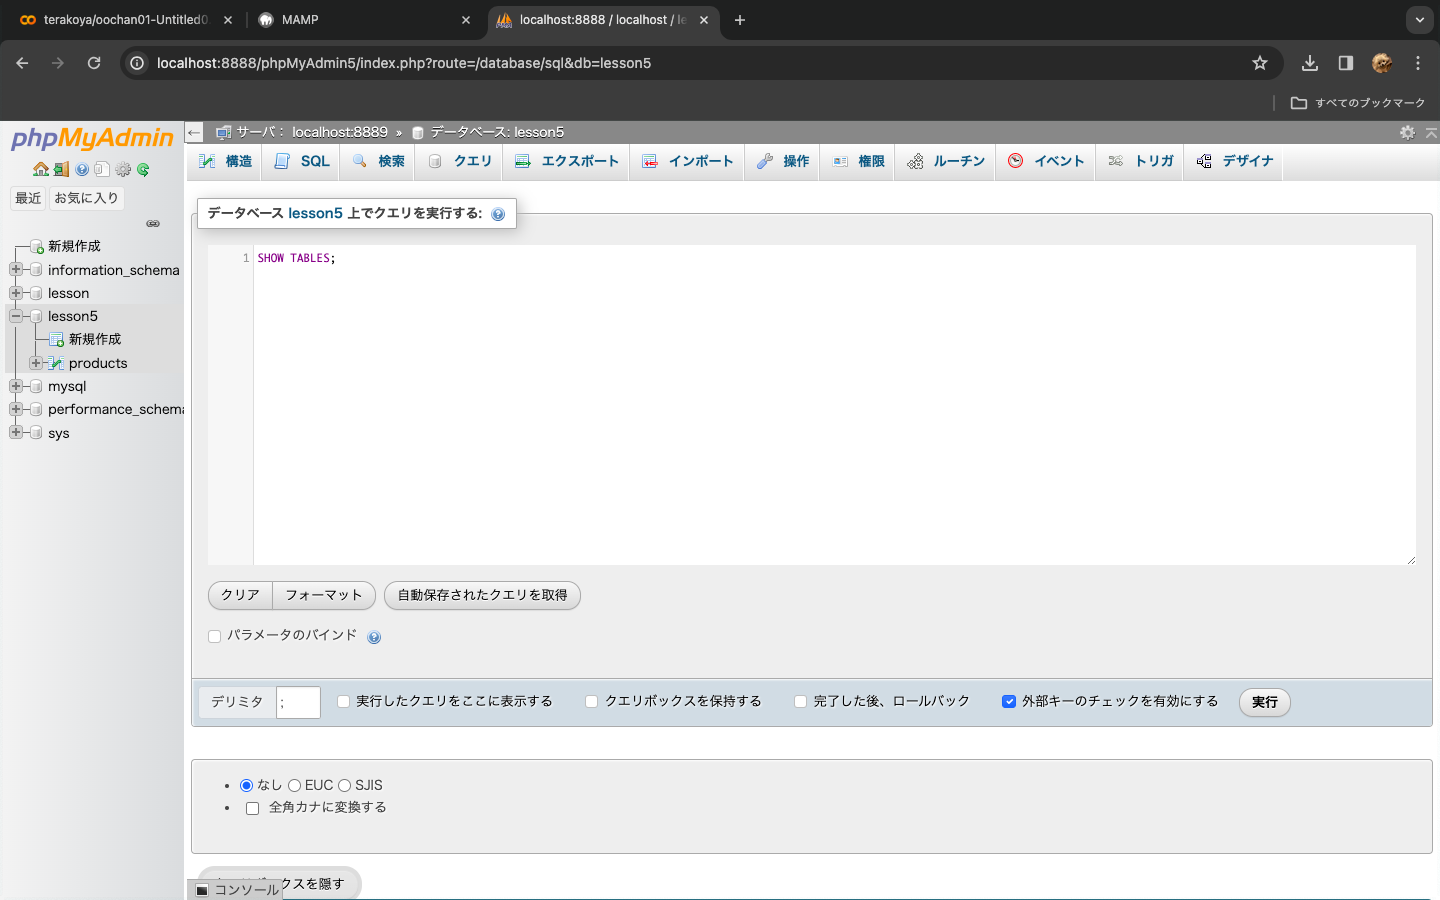 terakoya/oochan01-Untitled0.
MAMP
localhost:8888 / localhost / le
localhost:8888/phpMyAdmin5/index.php?route=/database/sql&db=lesson5
すべてのブックマーク
phpMyAdmin
最近
お気に入り
新規作成
information_schema
lesson
lesson5
新規作成
products
mysql
performance_schema
sys
サーバ: localhost:8889 » データベース: lesson5
構造
SQL
検索
クエリ
エクスポート
インポート
操作
権限
ルーチン
イベント
トリガ
デザイナ
データベース lesson5 上でクエリを実行する:
1 SHOW TABLES;
クリア
フォーマット
自動保存されたクエリを取得
パラメータのバインド
デリミタ ;
実行したクエリをここに表示する
クエリボックスを保持する
完了した後、ロールバック
外部キーのチェックを有効にする
実行
なし EUC SJIS
全角カナに変換する
クスを隠す
コンソール